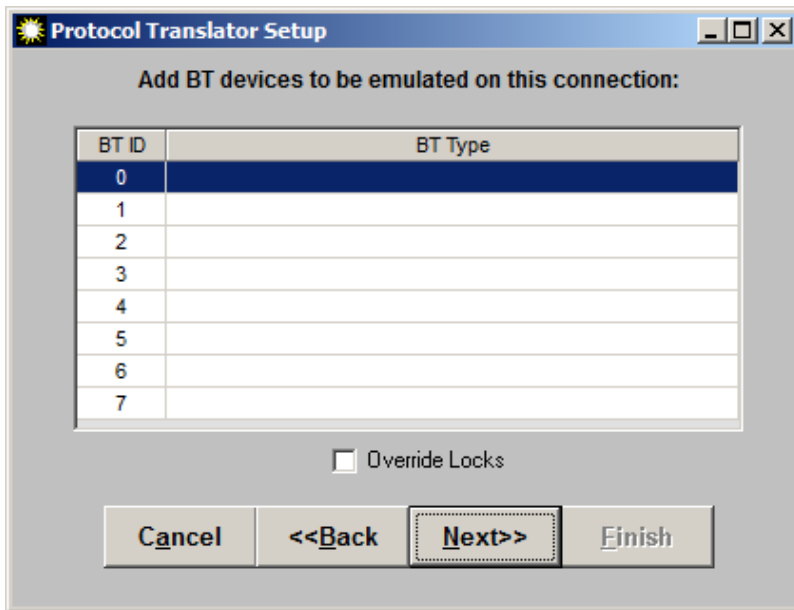 Protocol Translator Setup
Add BT devices to be emulated on this connection:
BT ID BT Type
0
1
2
3
4
5
6
7
Override Locks
Cancel <<Back Next>> Finish